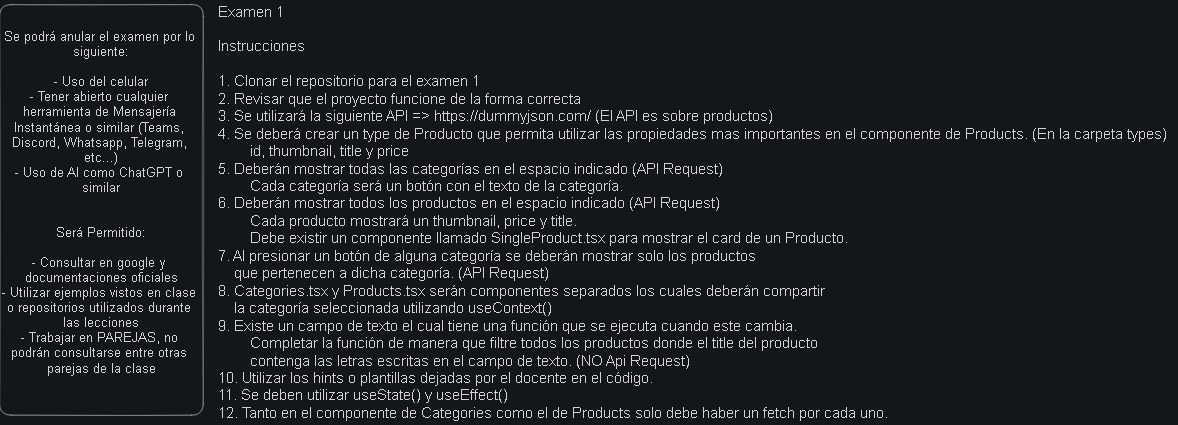 Se podrá anular el examen por lo
siguiente:
- Uso del celular
- Tener abierto cualquier
herramienta de Mensajería
Instantánea o similar (Teams,
Discord, Whatsapp, Telegram,
etc...)
- Uso de AI como ChatGPT o
similar
Será Permitido:
- Consultar en google y
documentaciones oficiales
- Utilizar ejemplos vistos en clase
o repositorios utilizados durante
las lecciones
- Trabajar en PAREJAS, no
podrán consultarse entre otras
parejas de la clase
Examen 1
Instrucciones
1. Clonar el repositorio para el examen 1
2. Revisar que el proyecto funcione de la forma correcta
3. Se utilizará la siguiente API => https://dummyjson.com/ (El API es sobre productos)
4. Se deberá crear un type de Producto que permita utilizar las propiedades mas importantes en el componente de Products. (En la carpeta types)
id, thumbnail, title y price
5. Deberán mostrar todas las categorías en el espacio indicado (API Request)
Cada categoría será un botón con el texto de la categoría.
6. Deberán mostrar todos los productos en el espacio indicado (API Request)
Cada producto mostrará un thumbnail, price y title.
Debe existir un componente llamado SingleProduct.tsx para mostrar el card de un Producto.
7. Al presionar un botón de alguna categoría se deberán mostrar solo los productos
que pertenecen a dicha categoría. (API Request)
8. Categories.tsx y Products.tsx serán componentes separados los cuales deberán compartir
la categoría seleccionada utilizando useContext()
9. Existe un campo de texto el cual tiene una función que se ejecuta cuando este cambia.
Completar la función de manera que filtre todos los productos donde el title del producto
contenga las letras escritas en el campo de texto. (NO Api Request)
10. Utilizar los hints o plantillas dejadas por el docente en el código.
11. Se deben utilizar useState() y useEffect()
12. Tanto en el componente de Categories como el de Products solo debe haber un fetch por cada uno.